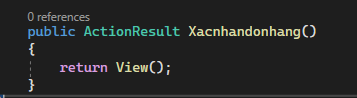 0 references
public ActionResult Xacnhandonhang()
{
    return View();
}